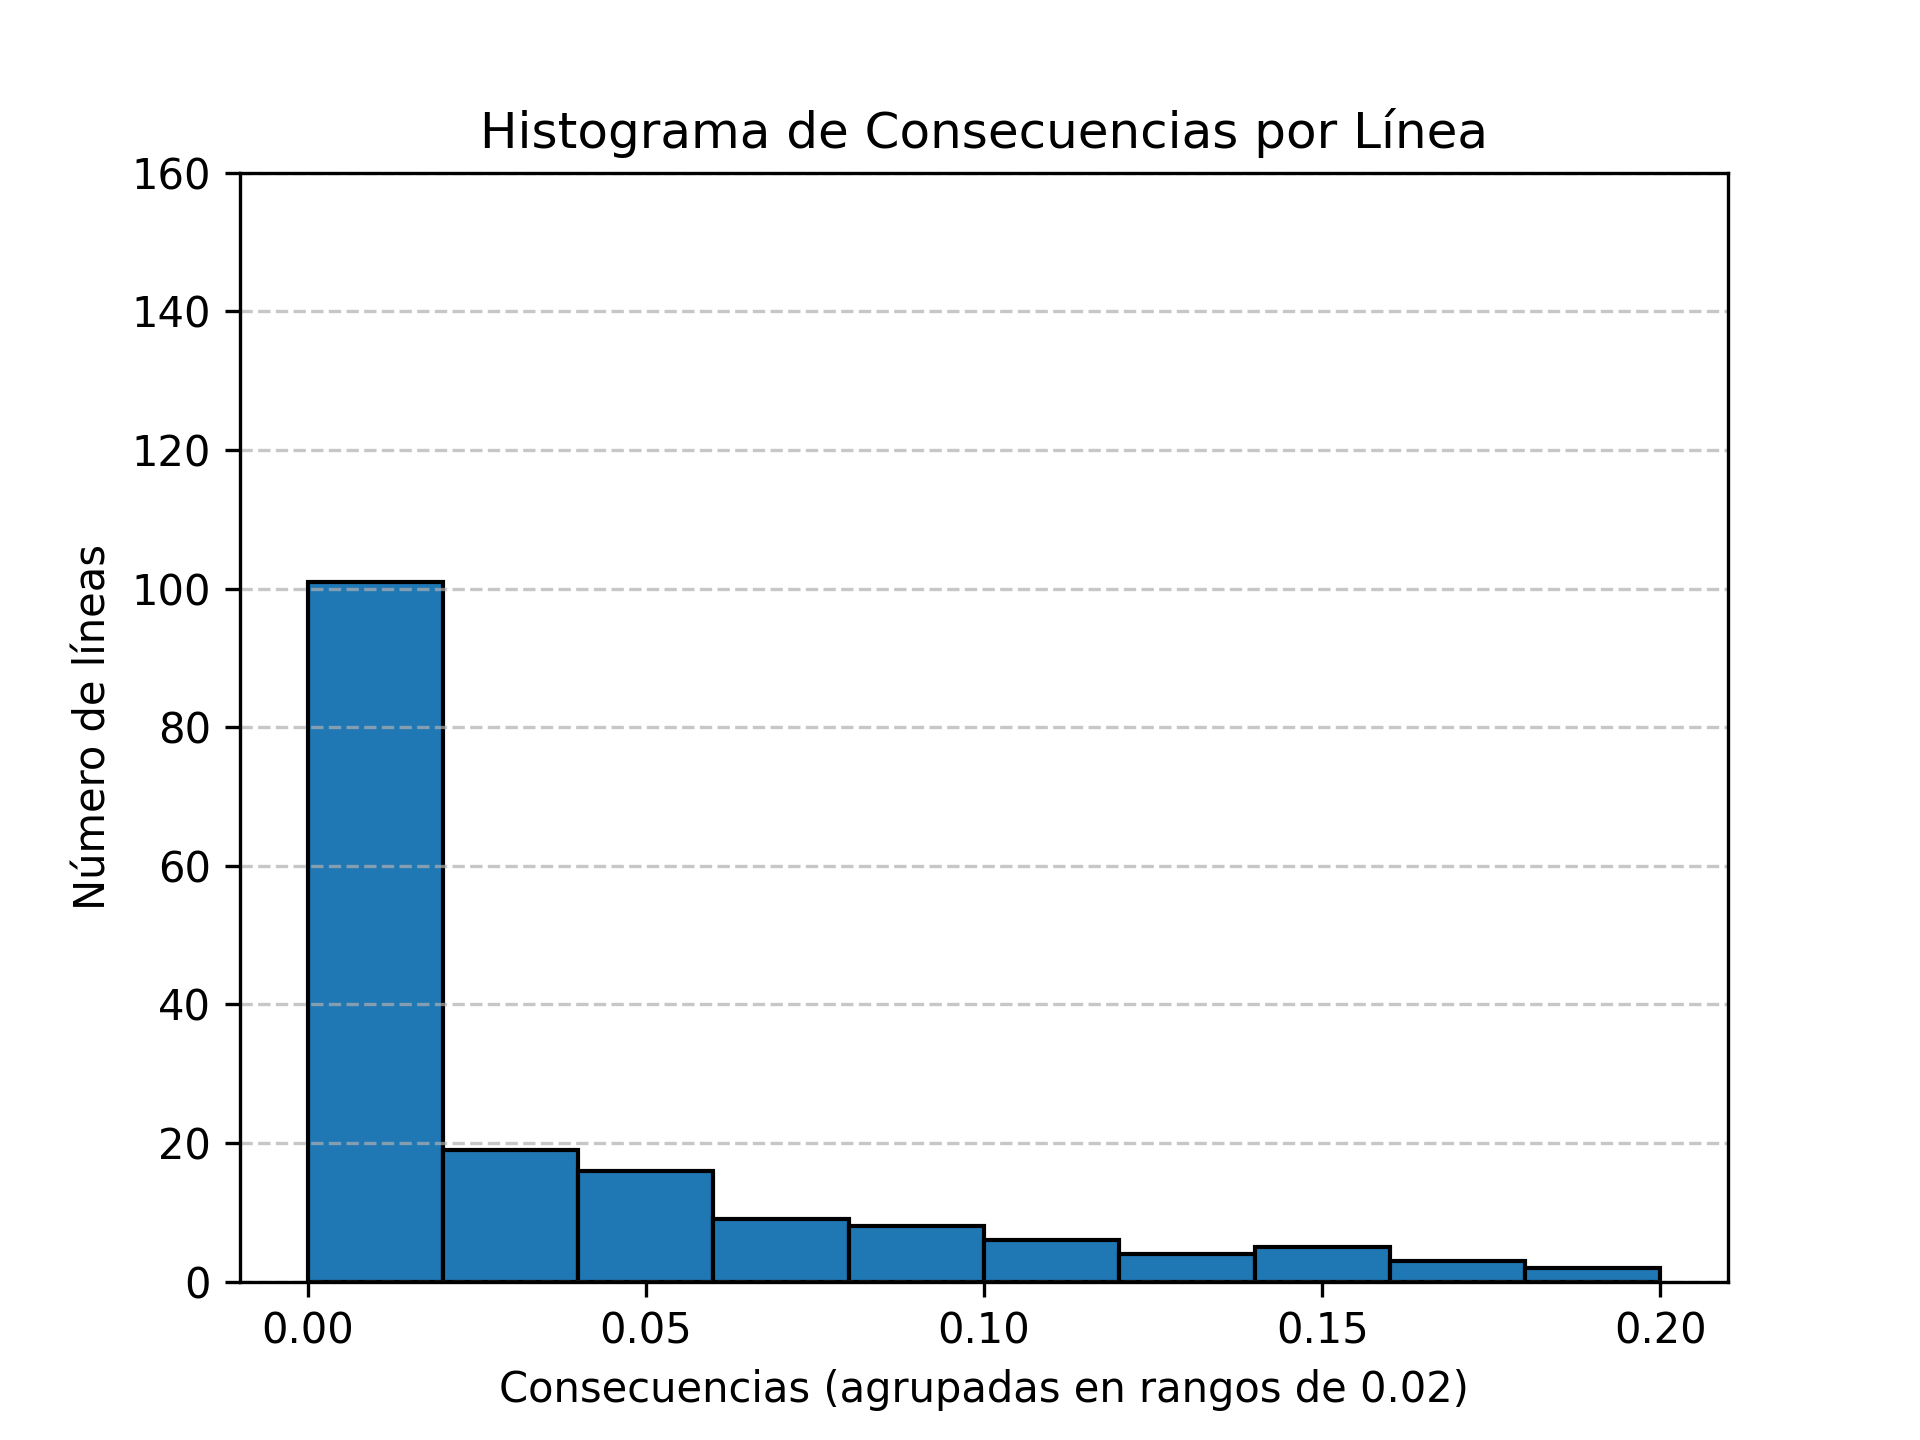 Histograma de Consecuencias por Línea
160
140
120
100
80
60
40
20
0
Número de líneas
0.00 0.05 0.10 0.15 0.20
Consecuencias (agrupadas en rangos de 0.02)